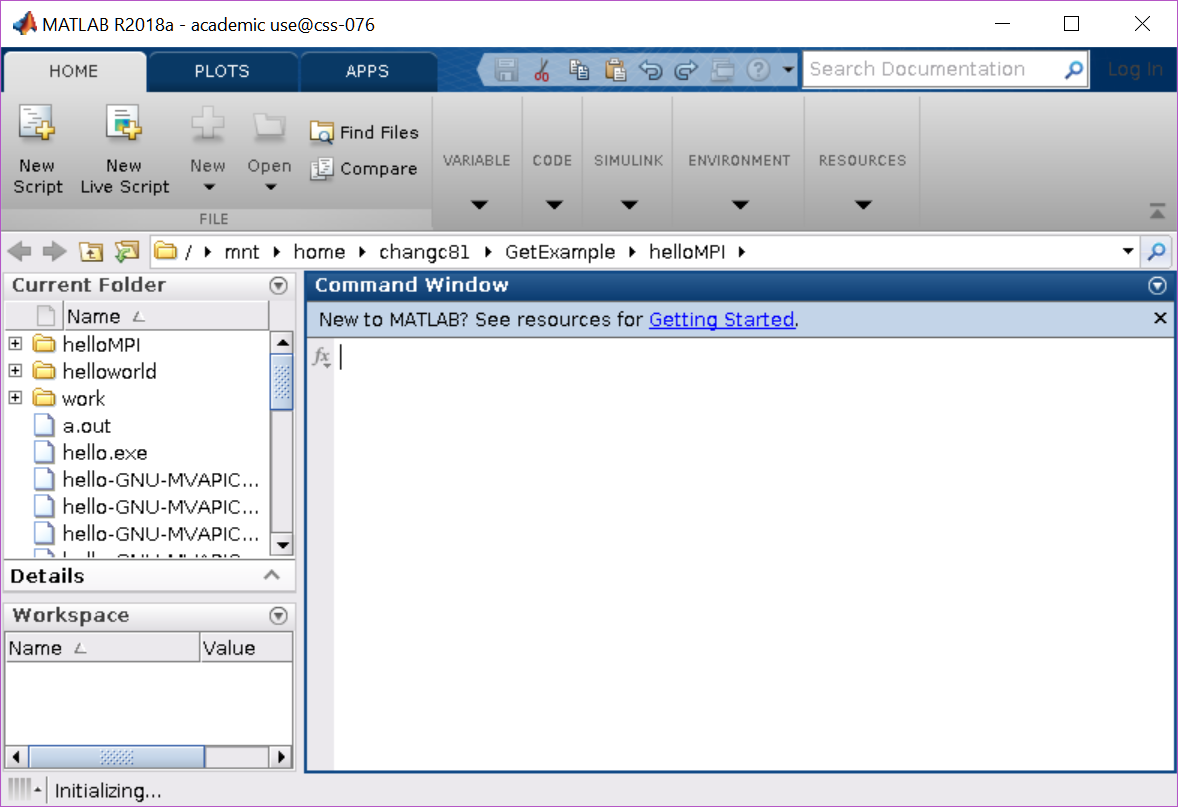 MATLAB R2018a - academic use@css-076
HOME PLOTS APPS Search Documentation Log In
New Script
New Live Script
New
Open
Find Files
Compare
FILE
VARIABLE
CODE
SIMULINK
ENVIRONMENT
RESOURCES
/ mnt home changc81 GetExample helloMPI
Current Folder
Name
helloMPI
helloworld
work
a.out
hello.exe
hello-GNU-MVAPIC...
hello-GNU-MVAPIC...
hello-GNU-MVAPIC...
Details
Workspace
Name Value
Command Window
New to MATLAB? See resources for Getting Started.
fx
Initializing...